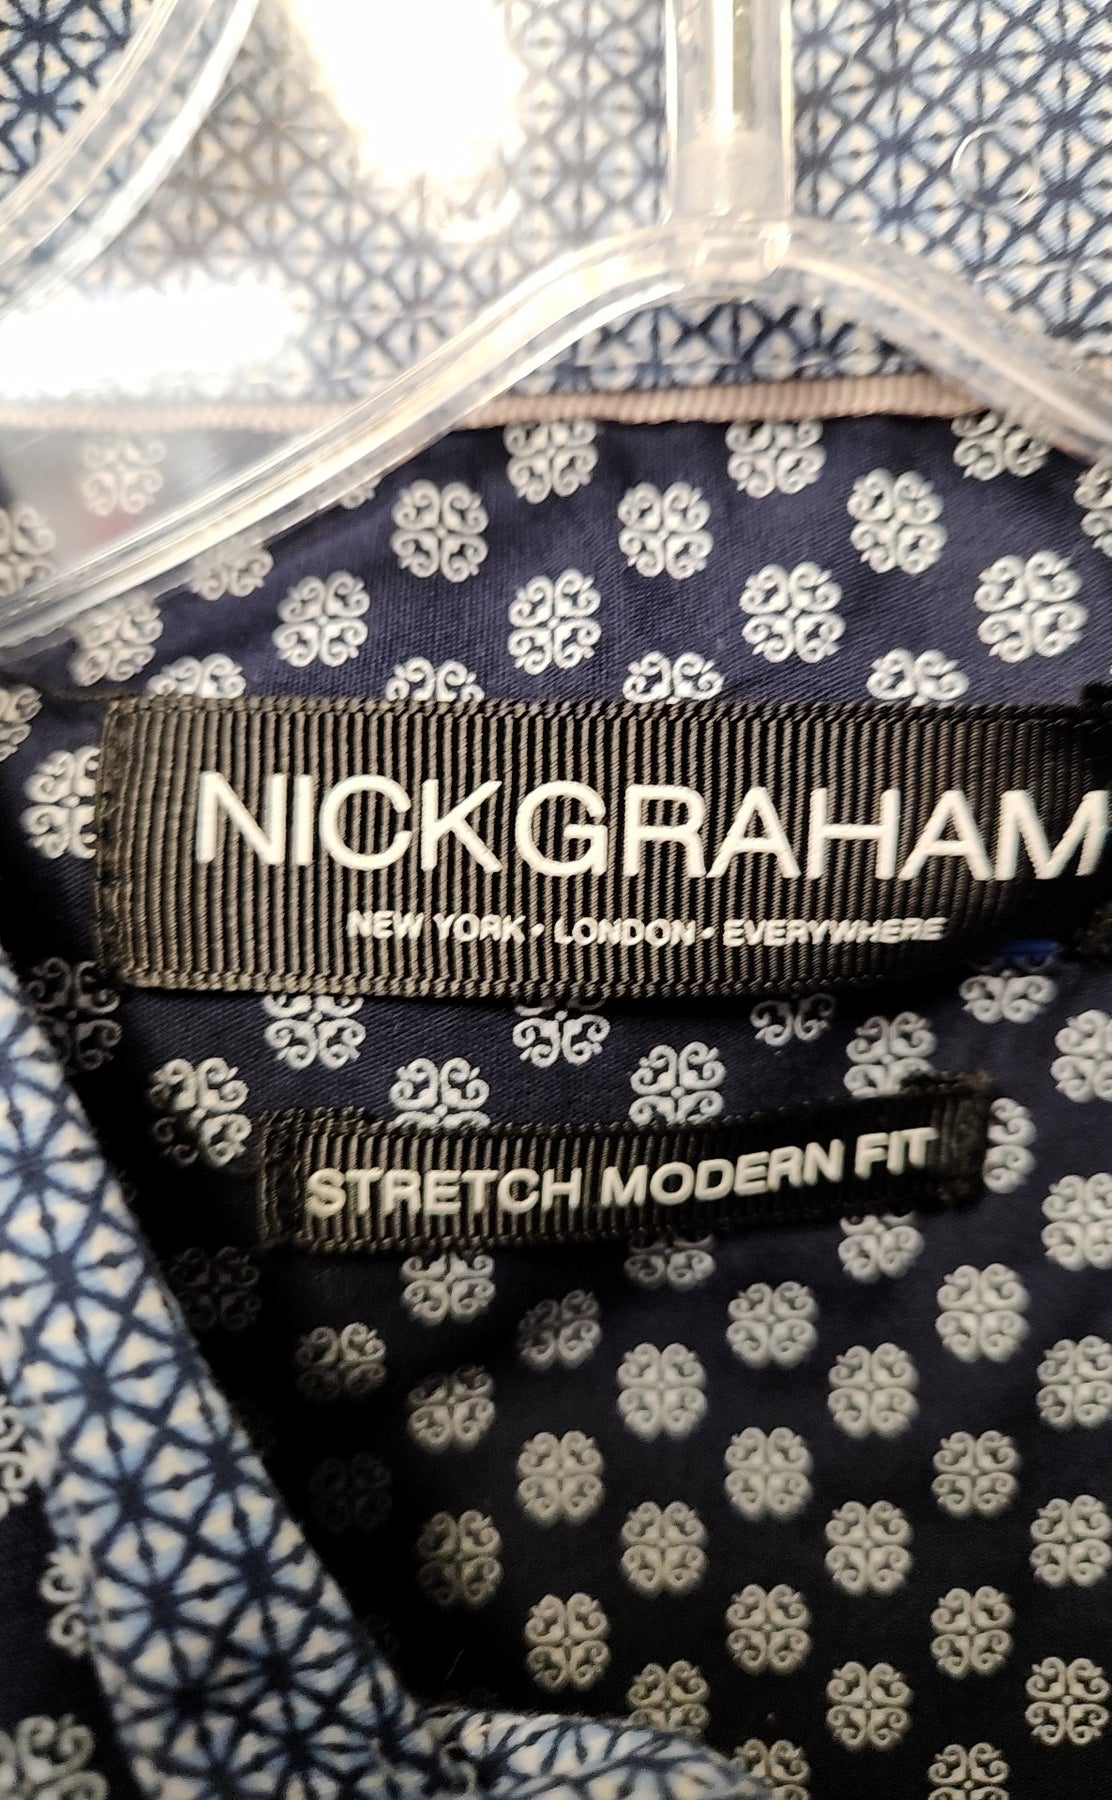 NICKGRAHAM
NEW YORK • LONDON • EVERYWHERE
STRETCH MODERN FIT